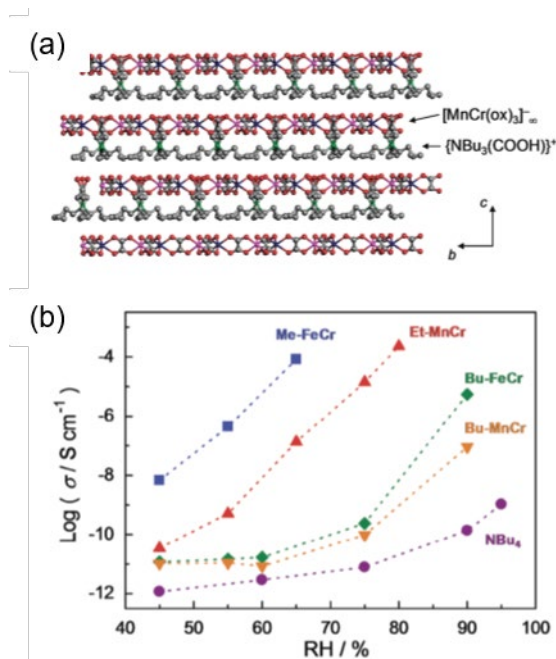 (a)
[MnCr(ox)₃]⁻∞
{NBu₃(COOH)}⁺
c
b
(b)
Me-FeCr
Et-MnCr
Bu-FeCr
Bu-MnCr
NBu₄
Log ( σ / S cm⁻¹ )
-4
-6
-8
-10
-12
40 50 60 70 80 90 100
RH / %